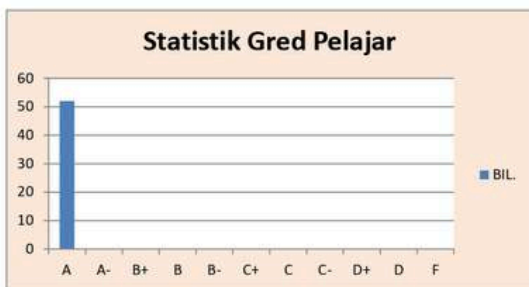 Statistik Gred Pelajar
60
50
40
30
20
10
0
A A- B+ B B- C+ C C- D+ D F
BIL.